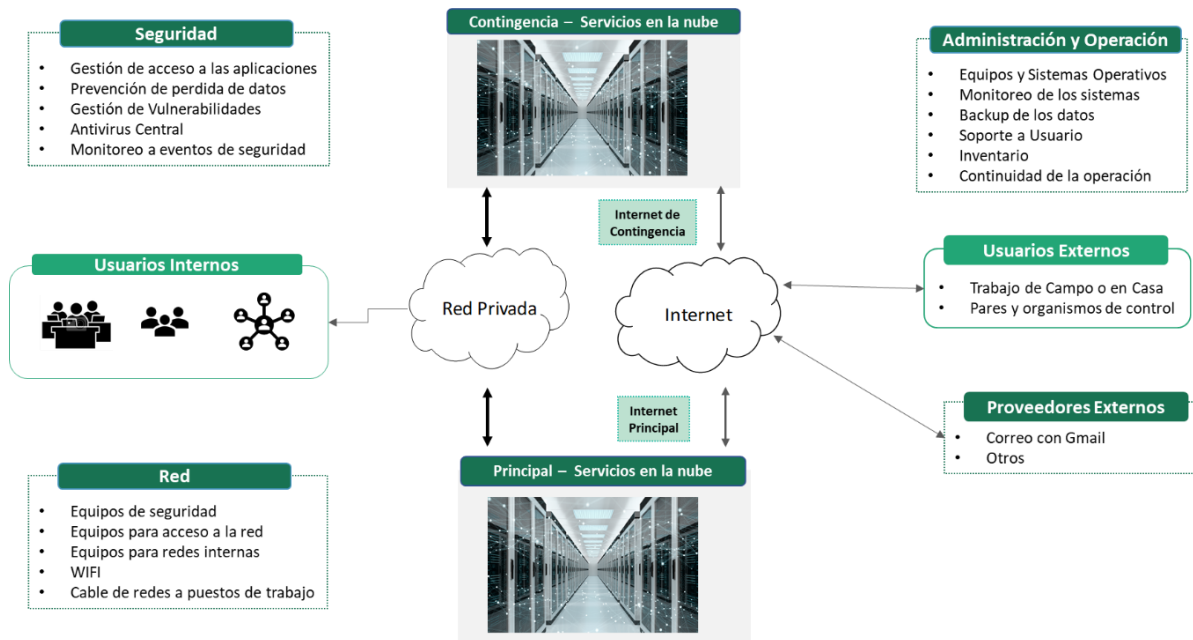 Seguridad
• Gestión de acceso a las aplicaciones
• Prevención de perdida de datos
• Gestión de Vulnerabilidades
• Antivirus Central
• Monitoreo a eventos de seguridad
Contingencia – Servicios en la nube
Administración y Operación
• Equipos y Sistemas Operativos
• Monitoreo de los sistemas
• Backup de los datos
• Soporte a Usuario
• Inventario
• Continuidad de la operación
Internet de
Contingencia
Usuarios Internos
Red Privada
Internet
Usuarios Externos
• Trabajo de Campo o en Casa
• Pares y organismos de control
Internet
Principal
Proveedores Externos
• Correo con Gmail
• Otros
Red
• Equipos de seguridad
• Equipos para acceso a la red
• Equipos para redes internas
• WIFI
• Cable de redes a puestos de trabajo
Principal – Servicios en la nube